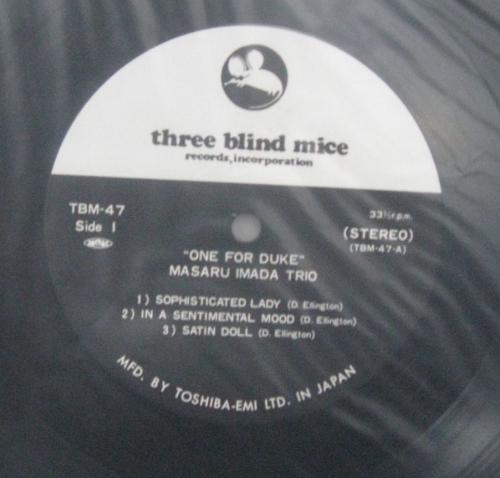 three blind mice
records, incorporation
TBM-47
Side 1
33⅓r.p.m.
(STEREO)
(TBM-47-A)
"ONE FOR DUKE"
MASARU IMADA TRIO
1) SOPHISTICATED LADY (D. Ellington)
2) IN A SENTIMENTAL MOOD (D. Ellington)
3) SATIN DOLL (D. Ellington)
MFD. BY TOSHIBA-EMI LTD. IN JAPAN